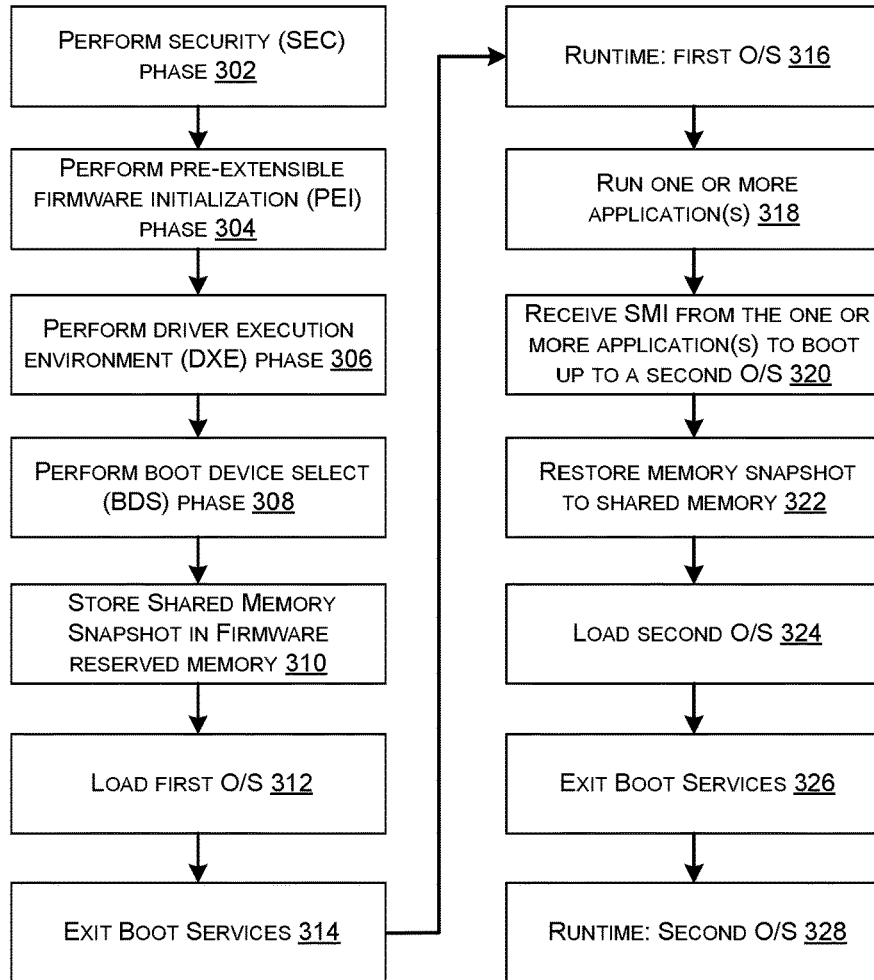 PERFORM SECURITY (SEC)
PHASE 302
PERFORM PRE-EXTENSIBLE
FIRMWARE INITIALIZATION (PEI)
PHASE 304
PERFORM DRIVER EXECUTION
ENVIRONMENT (DXE) PHASE 306
PERFORM BOOT DEVICE SELECT
(BDS) PHASE 308
STORE SHARED MEMORY
SNAPSHOT IN FIRMWARE
RESERVED MEMORY 310
LOAD FIRST O/S 312
EXIT BOOT SERVICES 314
RUNTIME: FIRST O/S 316
RUN ONE OR MORE
APPLICATION(S) 318
RECEIVE SMI FROM THE ONE OR
MORE APPLICATION(S) TO BOOT
UP TO A SECOND O/S 320
RESTORE MEMORY SNAPSHOT
TO SHARED MEMORY 322
LOAD SECOND O/S 324
EXIT BOOT SERVICES 326
RUNTIME: SECOND O/S 328